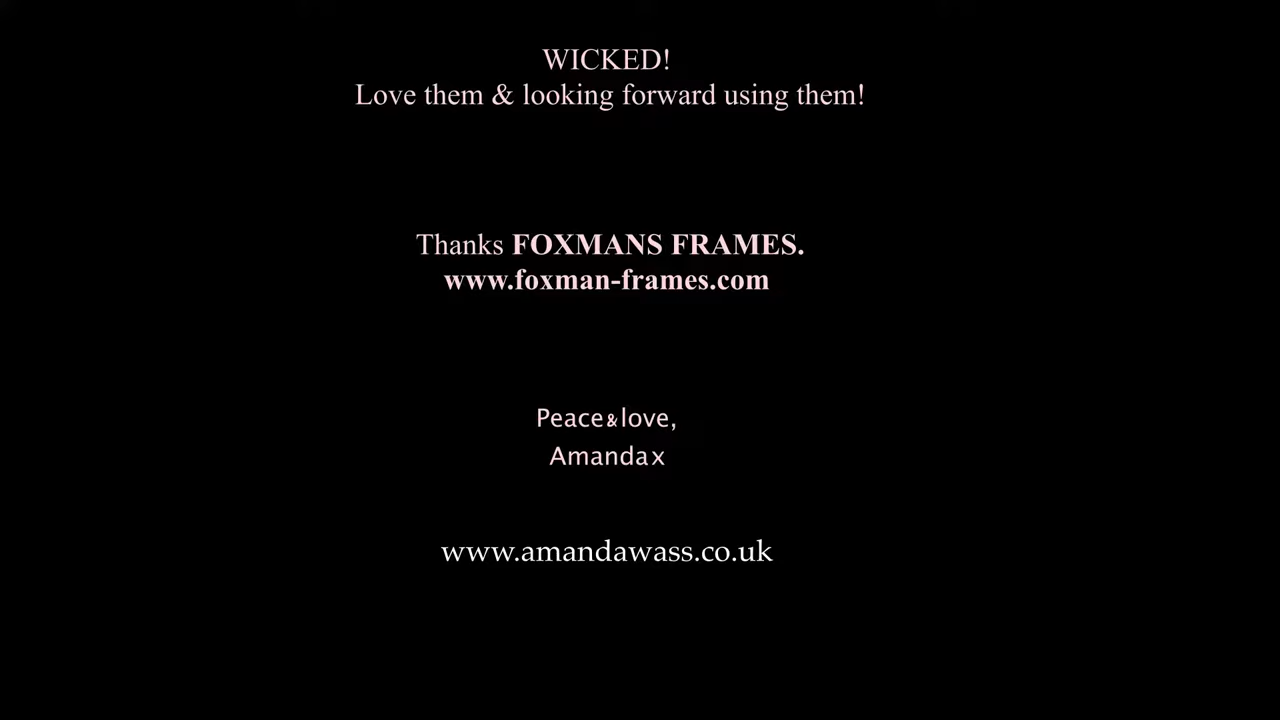 WICKED!
Love them & looking forward using them!
Thanks FOXMANS FRAMES.
www.foxman-frames.com
Peace&love,
Amandax
www.amandawass.co.uk